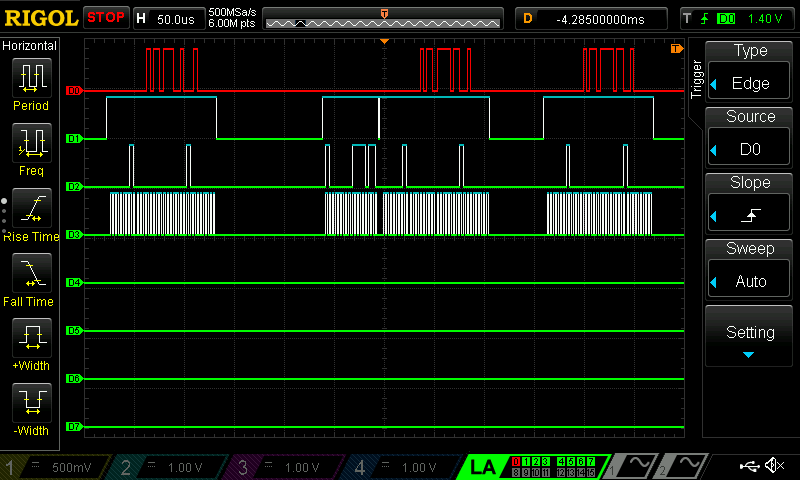 RIGOL STOP H 50.0us 500MSa/s 6.00M pts T D -4.28500000ms T D0 1.40 V
Horizontal
Period
Freq
Rise Time
Fall Time
+Width
-Width
T
D0
D1
D2
D3
D4
D5
D6
D7
Trigger
Type
Edge
Source
D0
Slope
Sweep
Auto
Setting
1 500mV 2 1.00 V 3 1.00 V 4 1.00 V LA 0 1 2 3 4 5 6 7 1 2
8 9 10 11 12 13 14 15